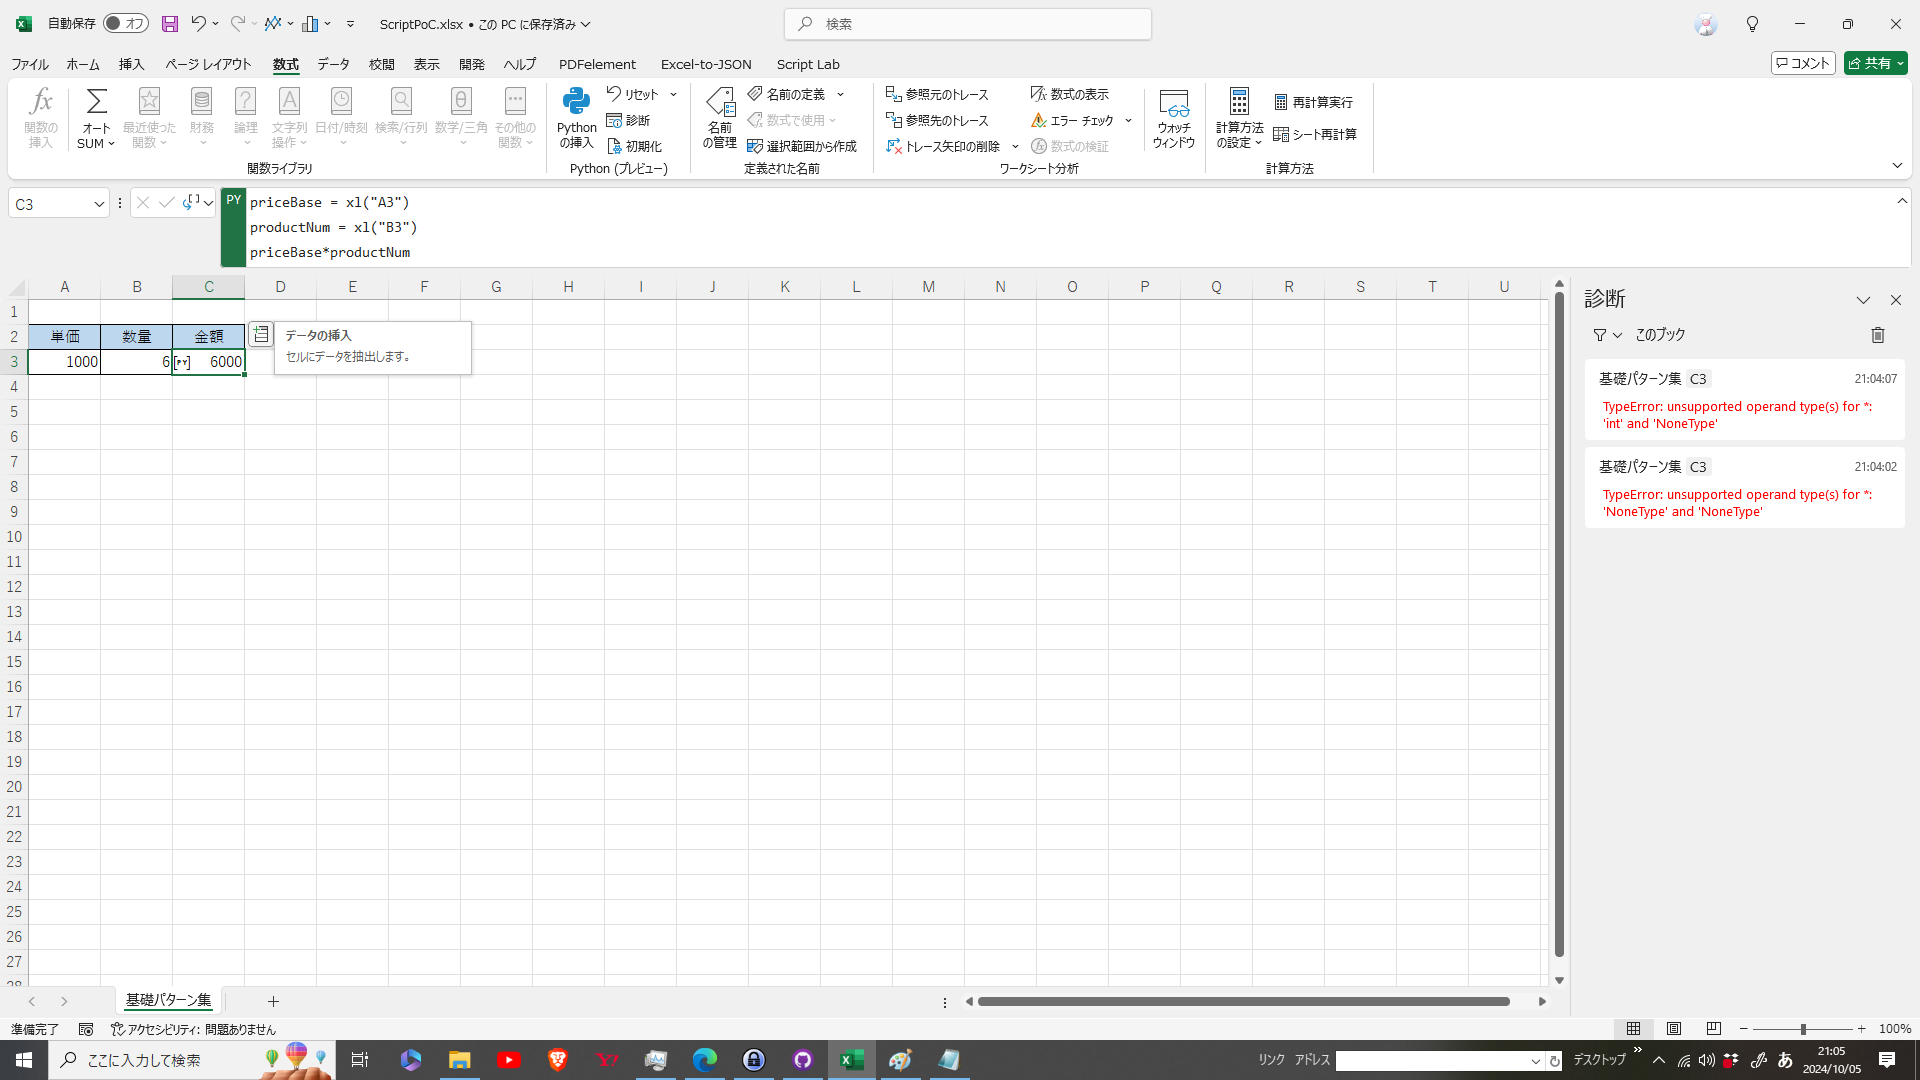 自動保存 オフ ScriptPoC.xlsx • この PC に保存済み 検索
ファイル ホーム 挿入 ページ レイアウト 数式 データ 校閲 表示 開発 ヘルプ PDFelement Excel-to-JSON Script Lab コメント 共有
関数の挿入
オート SUM
最近使った関数
財務
論理
文字列操作
日付/時刻
検索/行列
数学/三角
その他の関数
関数ライブラリ
Python の挿入
リセット
診断
初期化
Python (プレビュー)
名前の管理
名前の定義
数式で使用
選択範囲から作成
定義された名前
参照元のトレース
参照先のトレース
トレース矢印の削除
数式の表示
エラー チェック
数式の検証
ウォッチ ウィンドウ
ワークシート分析
計算方法の設定
再計算実行
シート再計算
計算方法
C3
PY
priceBase = xl("A3")
productNum = xl("B3")
priceBase*productNum
A B C D E F G H I J K L M N O P Q R S T U
1
2 単価 数量 金額
3 1000 6 [PY] 6000
データの挿入
セルにデータを抽出します。
4
5
6
7
8
9
10
11
12
13
14
15
16
17
18
19
20
21
22
23
24
25
26
27
28
診断
このブック
基礎パターン集 C3 21:04:07
TypeError: unsupported operand type(s) for *:
'int' and 'NoneType'
基礎パターン集 C3 21:04:02
TypeError: unsupported operand type(s) for *:
'NoneType' and 'NoneType'
基礎パターン集
準備完了 アクセシビリティ: 問題ありません 100%
ここに入力して検索 リンク アドレス デスクトップ あ 21:05
2024/10/05